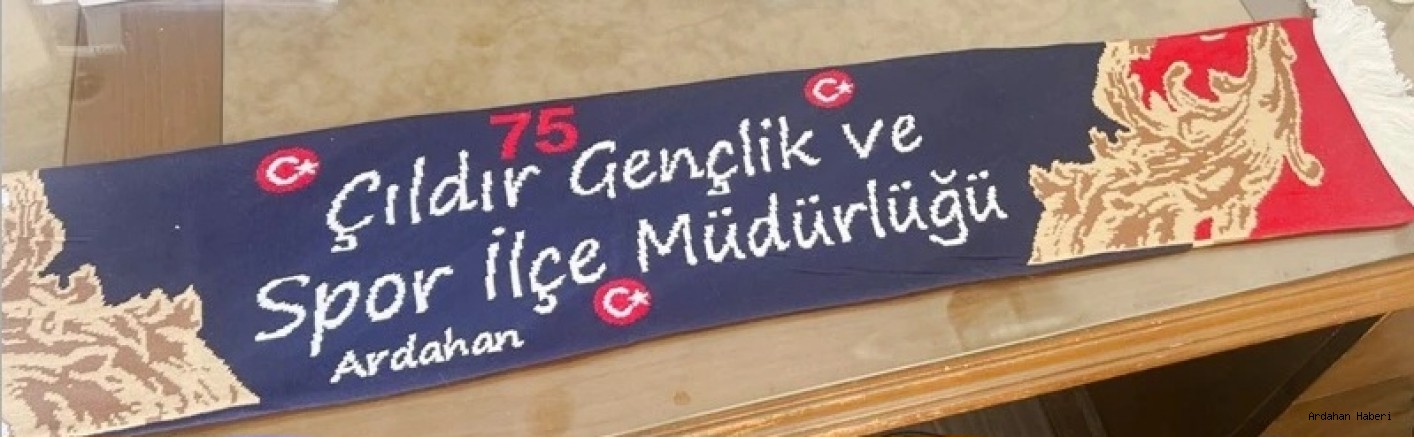 75
Çıldır Gençlik ve
Spor İlçe Müdürlüğü
Ardahan
Ardahan Haberi